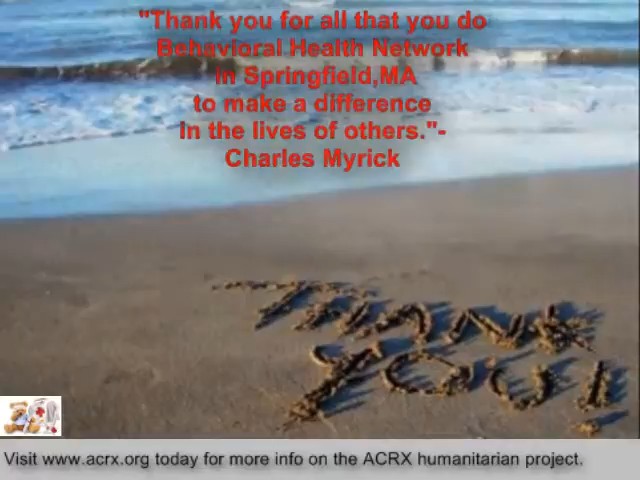 "Thank you for all that you do
Behavioral Health Network
in Springfield,MA
to make a difference
In the lives of others."-
Charles Myrick
THANK
YOU!
Visit www.acrx.org today for more info on the ACRX humanitarian project.